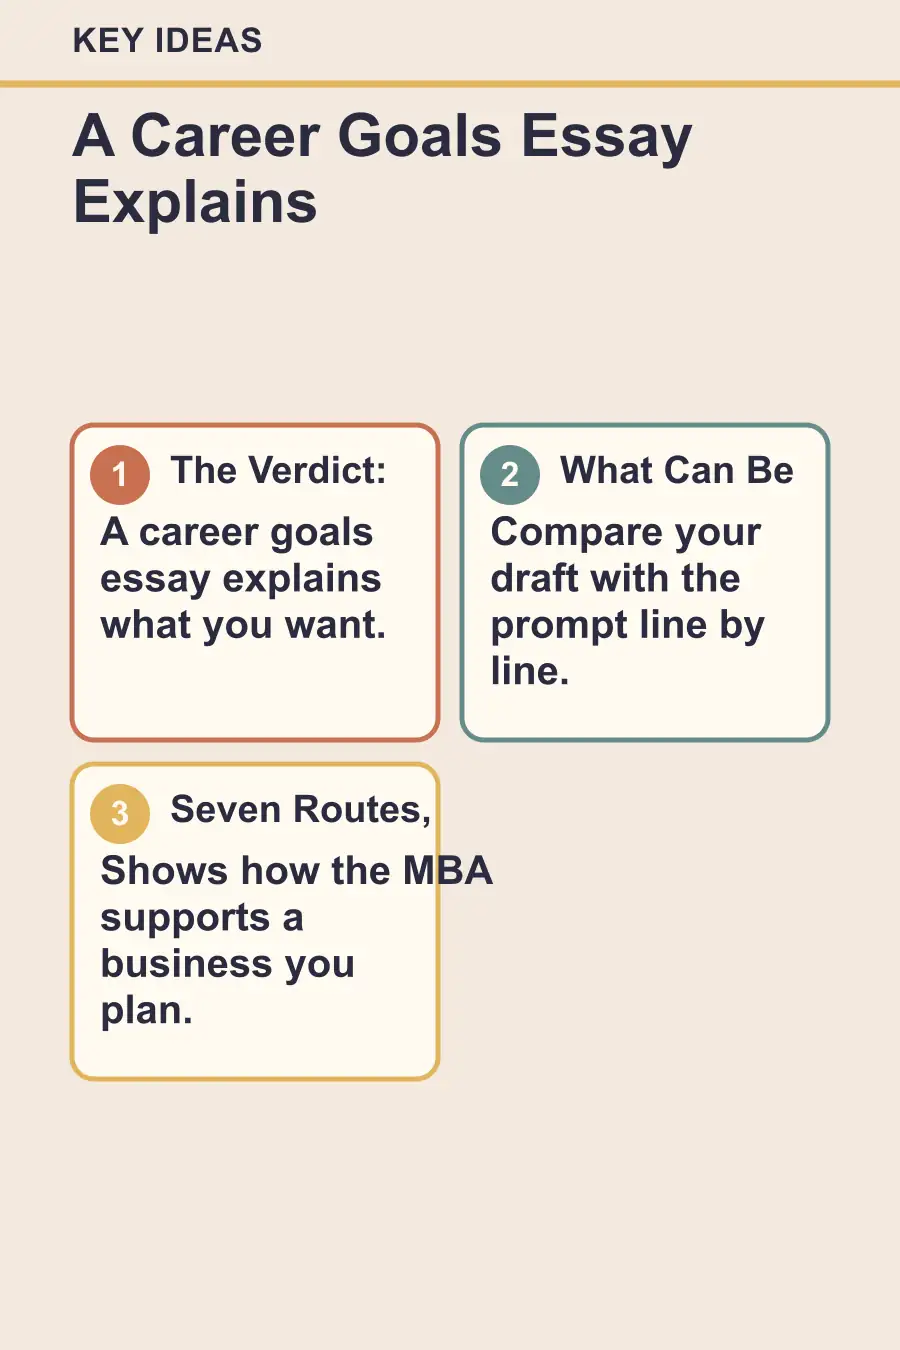 KEY IDEAS
A Career Goals Essay
Explains
1 The Verdict:
A career goals
essay explains
what you want.
2 What Can Be
Compare your
draft with the
prompt line by
line.
3 Seven Routes,
Shows how the MBA
supports a
business you
plan.